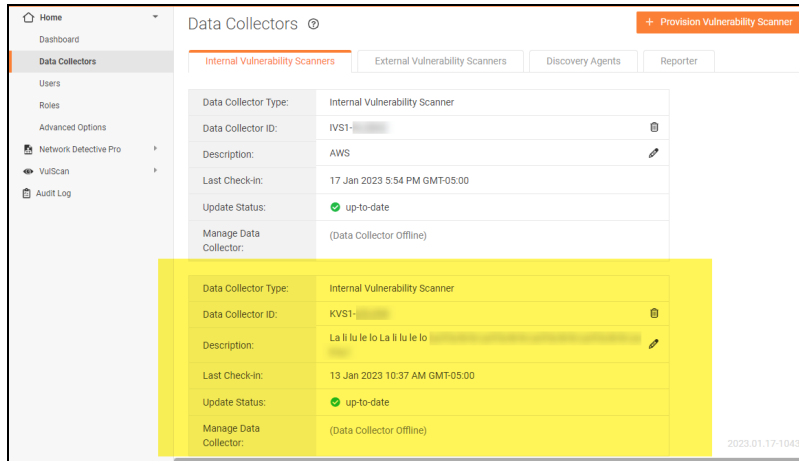 Home
Dashboard
Data Collectors
Users
Roles
Advanced Options
Network Detective Pro
VulScan
Audit Log
Data Collectors
+ Provision Vulnerability Scanner
Internal Vulnerability Scanners External Vulnerability Scanners Discovery Agents Reporter
Data Collector Type: Internal Vulnerability Scanner
Data Collector ID: IVS1-
Description: AWS
Last Check-in: 17 Jan 2023 5:54 PM GMT-05:00
Update Status: up-to-date
Manage Data (Data Collector Offline)
Collector:
Data Collector Type: Internal Vulnerability Scanner
Data Collector ID: KVS1-
Description: La li lu le lo La li lu le lo
Last Check-in: 13 Jan 2023 10:37 AM GMT-05:00
Update Status: up-to-date
Manage Data (Data Collector Offline)
Collector:
2023.01.17-1043